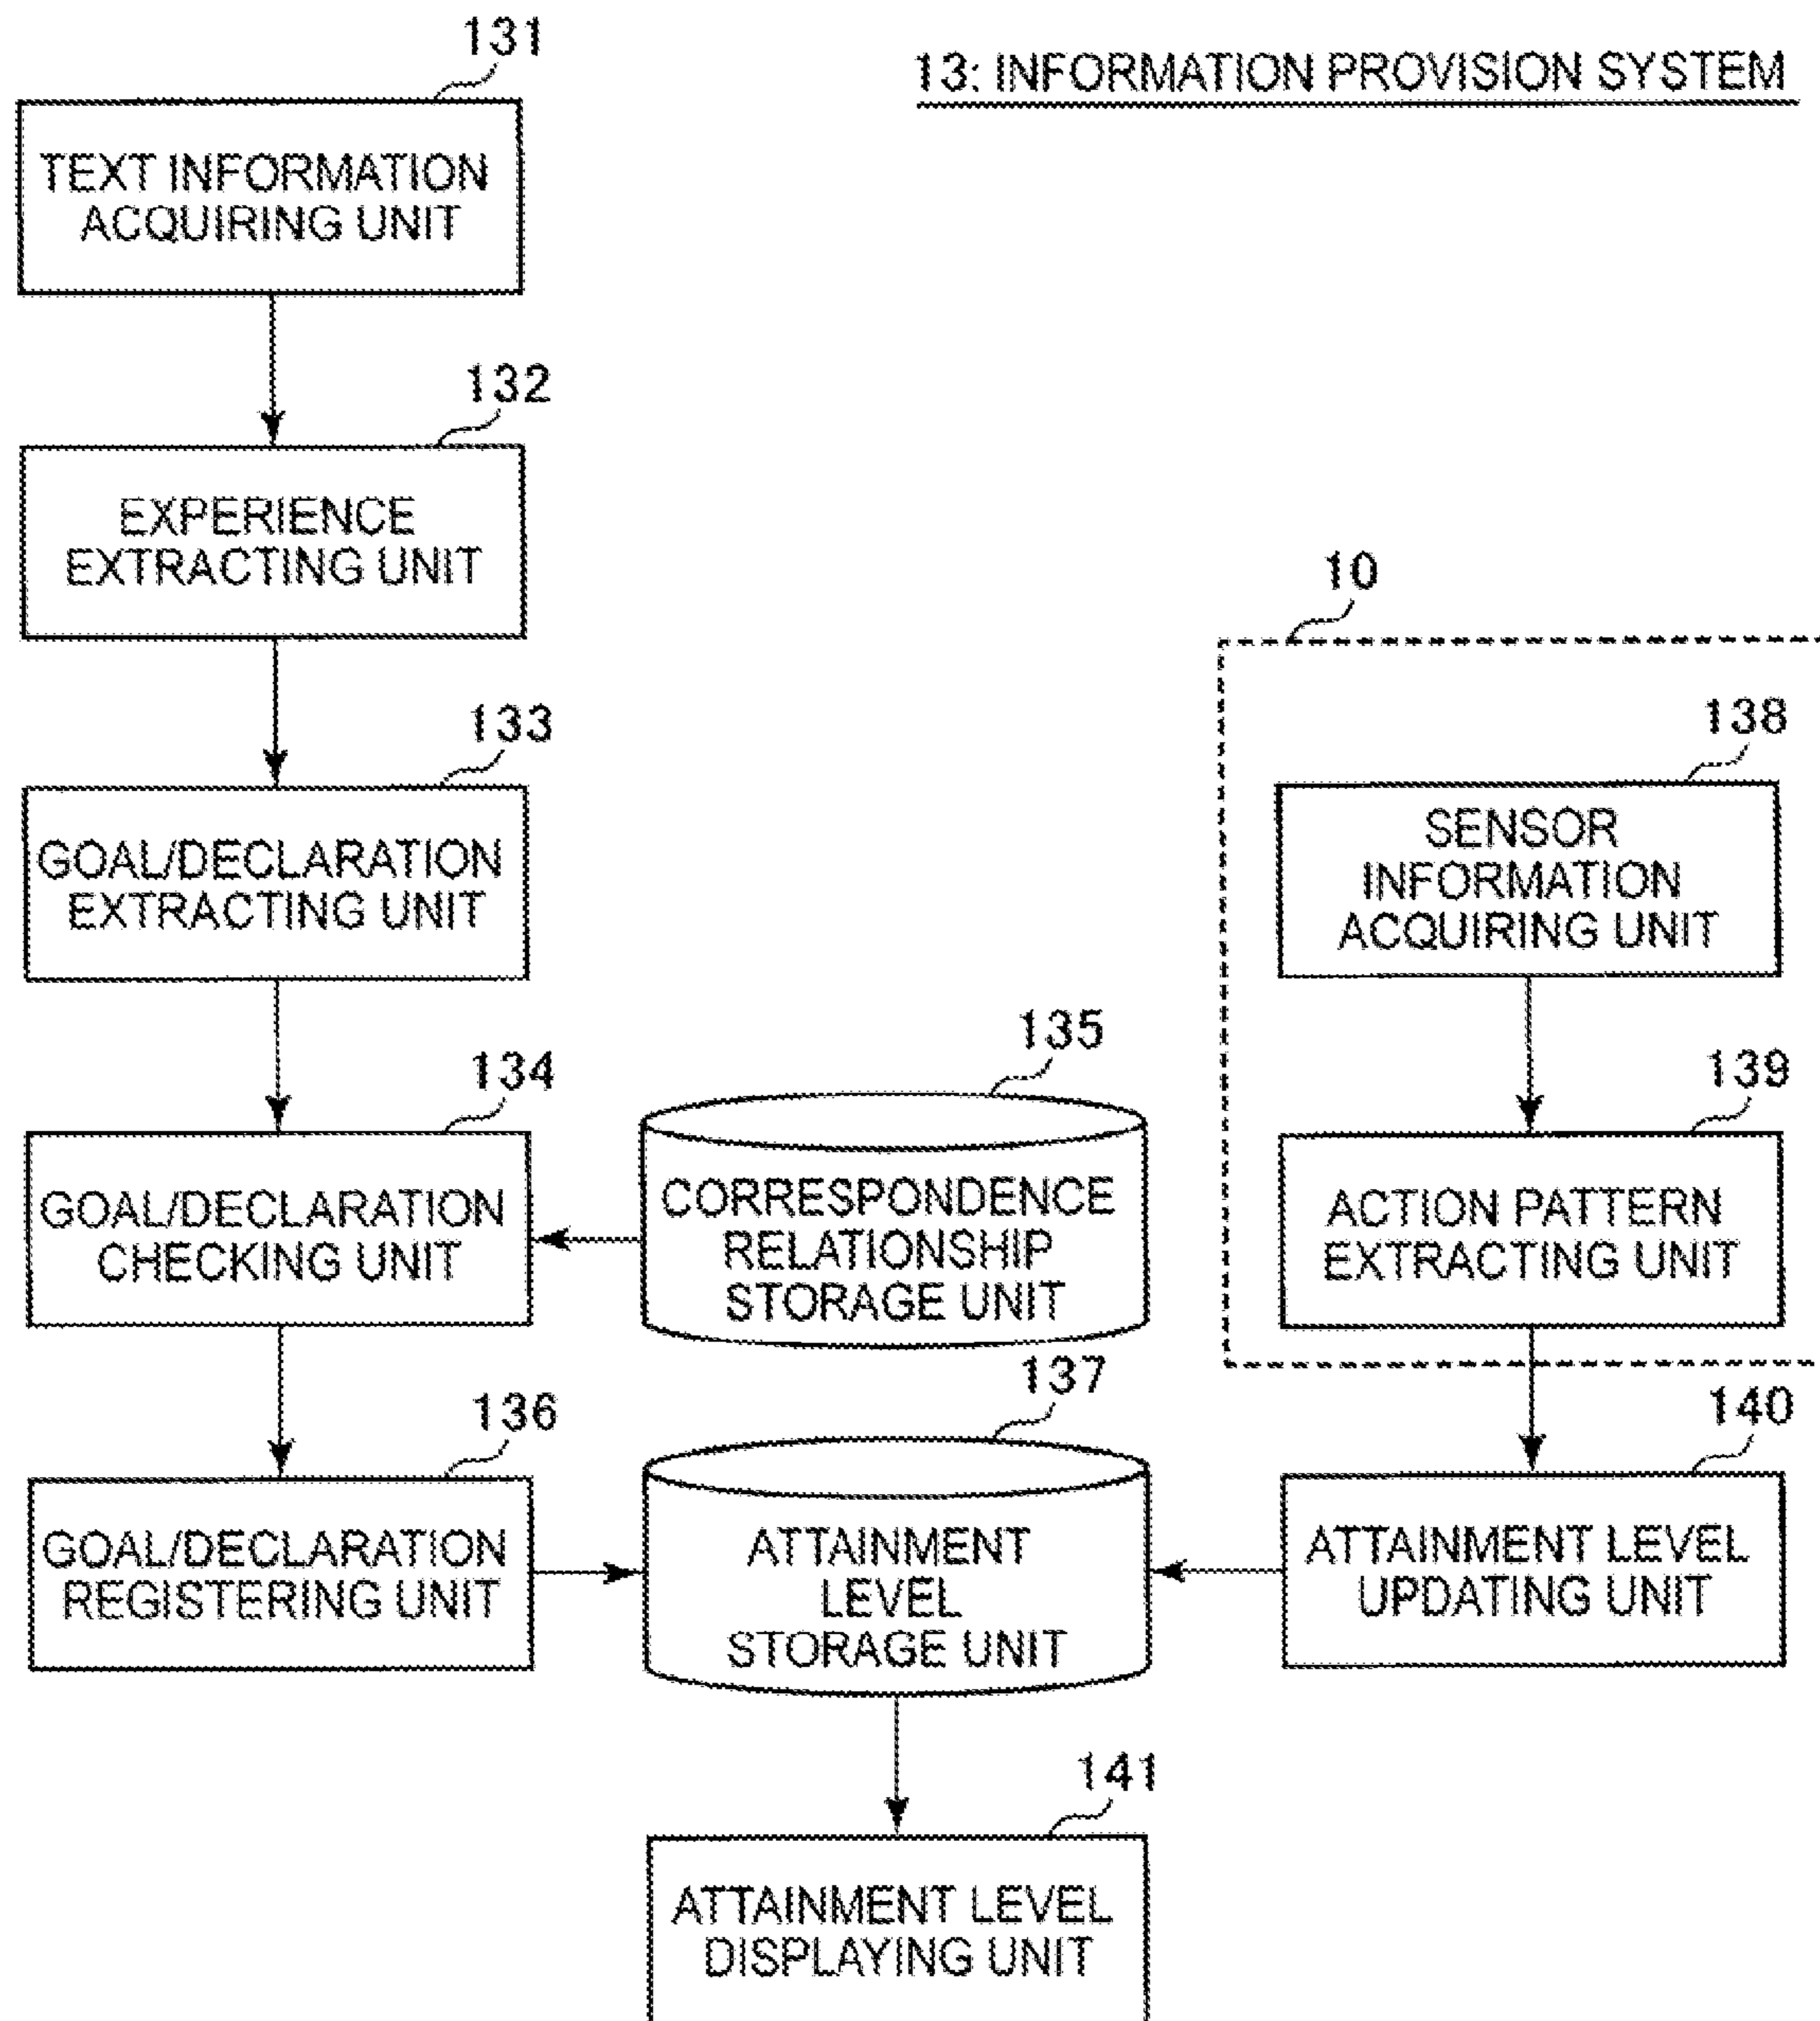 131
13: INFORMATION PROVISION SYSTEM
TEXT INFORMATION
ACQUIRING UNIT
132
EXPERIENCE
EXTRACTING UNIT
10
133
GOAL/DECLARATION
EXTRACTING UNIT
138
SENSOR
INFORMATION
ACQUIRING UNIT
134
GOAL/DECLARATION
CHECKING UNIT
135
CORRESPONDENCE
RELATIONSHIP
STORAGE UNIT
139
ACTION PATTERN
EXTRACTING UNIT
136
GOAL/DECLARATION
REGISTERING UNIT
137
ATTAINMENT
LEVEL
STORAGE UNIT
140
ATTAINMENT LEVEL
UPDATING UNIT
141
ATTAINMENT LEVEL
DISPLAYING UNIT